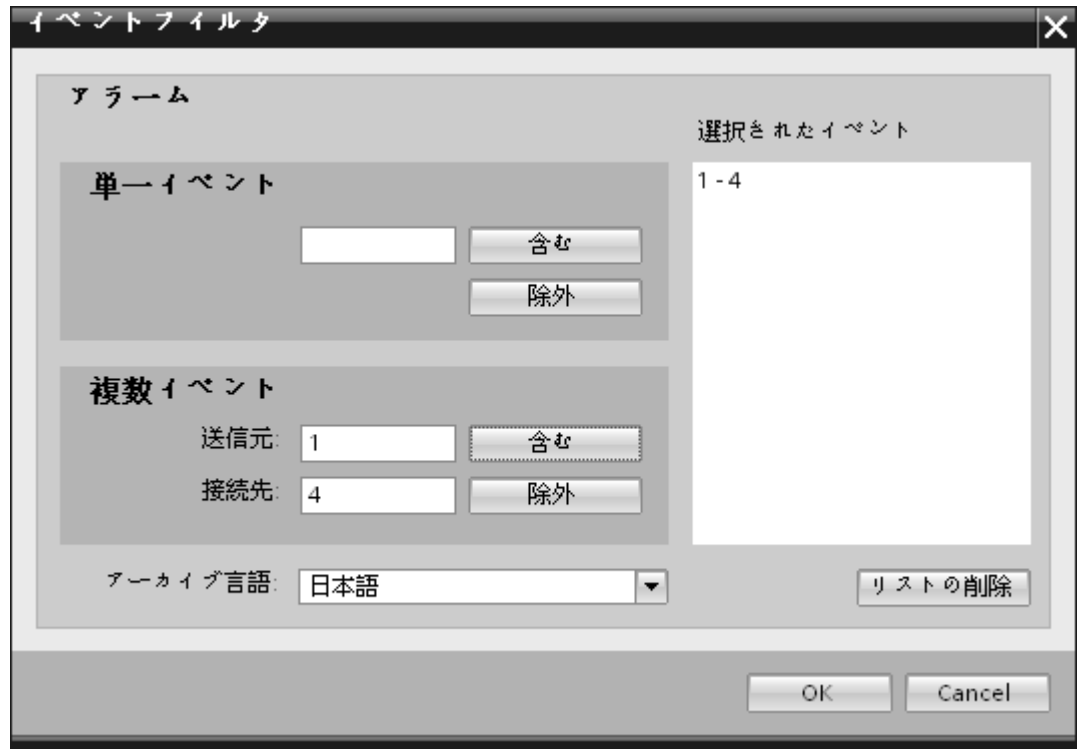 イベントフィルタ
アラーム
選択されたイベント
単一イベント
1-4
含む
除外
複数イベント
送信元: 1
含む
接続先: 4
除外
アーカイブ言語: 日本語
リストの削除
OK
Cancel